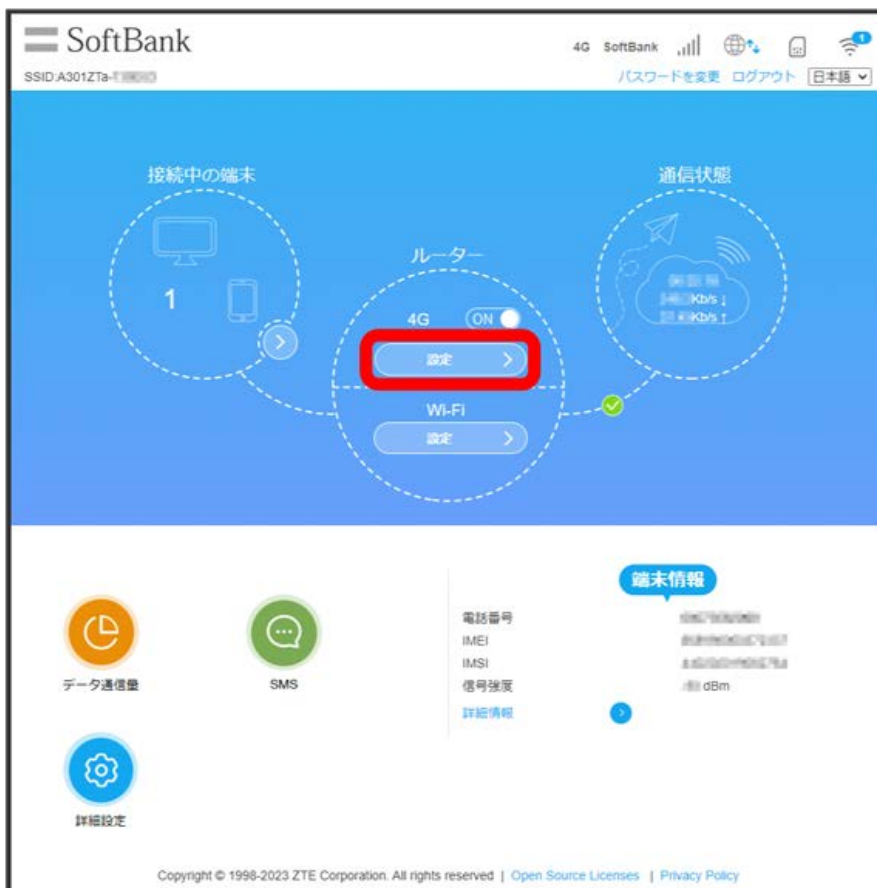 SoftBank
4G SoftBank
1
SSID:A301ZTa-
パスワードを変更 ログアウト 日本語
接続中の端末
通信状態
ルーター
1
4G ON
Kb/s ↓
Kb/s ↑
設定
Wi-Fi
設定
端末情報
電話番号
IMEI
IMSI
信号強度 dBm
詳細情報
データ通信量
SMS
詳細設定
Copyright © 1998-2023 ZTE Corporation. All rights reserved | Open Source Licenses | Privacy Policy